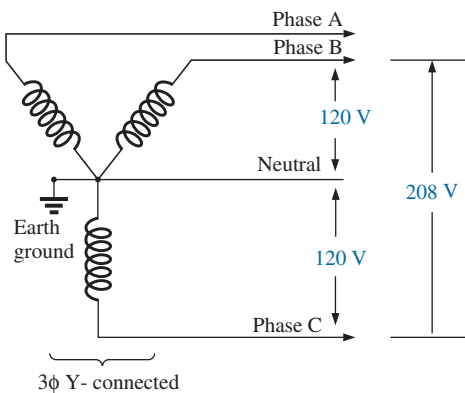 Phase A
Phase B
120 V
Neutral
208 V
Earth
ground
120 V
Phase C
3ϕ Y- connected